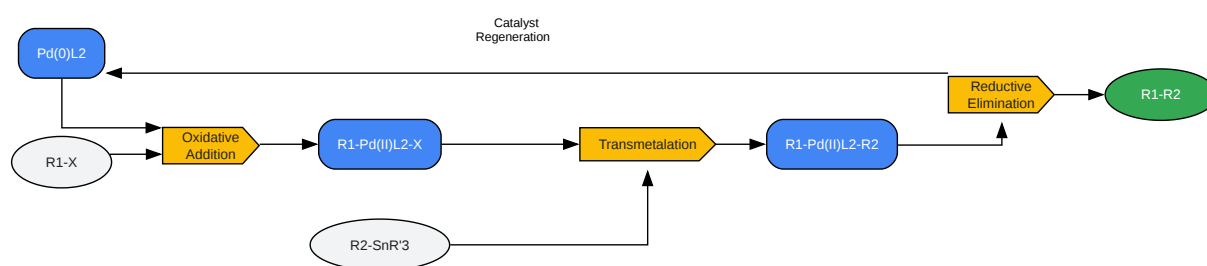 Catalyst
Regeneration
Pd(0)L2
Reductive
Elimination
R1-R2
Oxidative
Addition
R1-Pd(II)L2-X
Transmetalation
R1-Pd(II)L2-R2
R1-X
R2-SnR'3